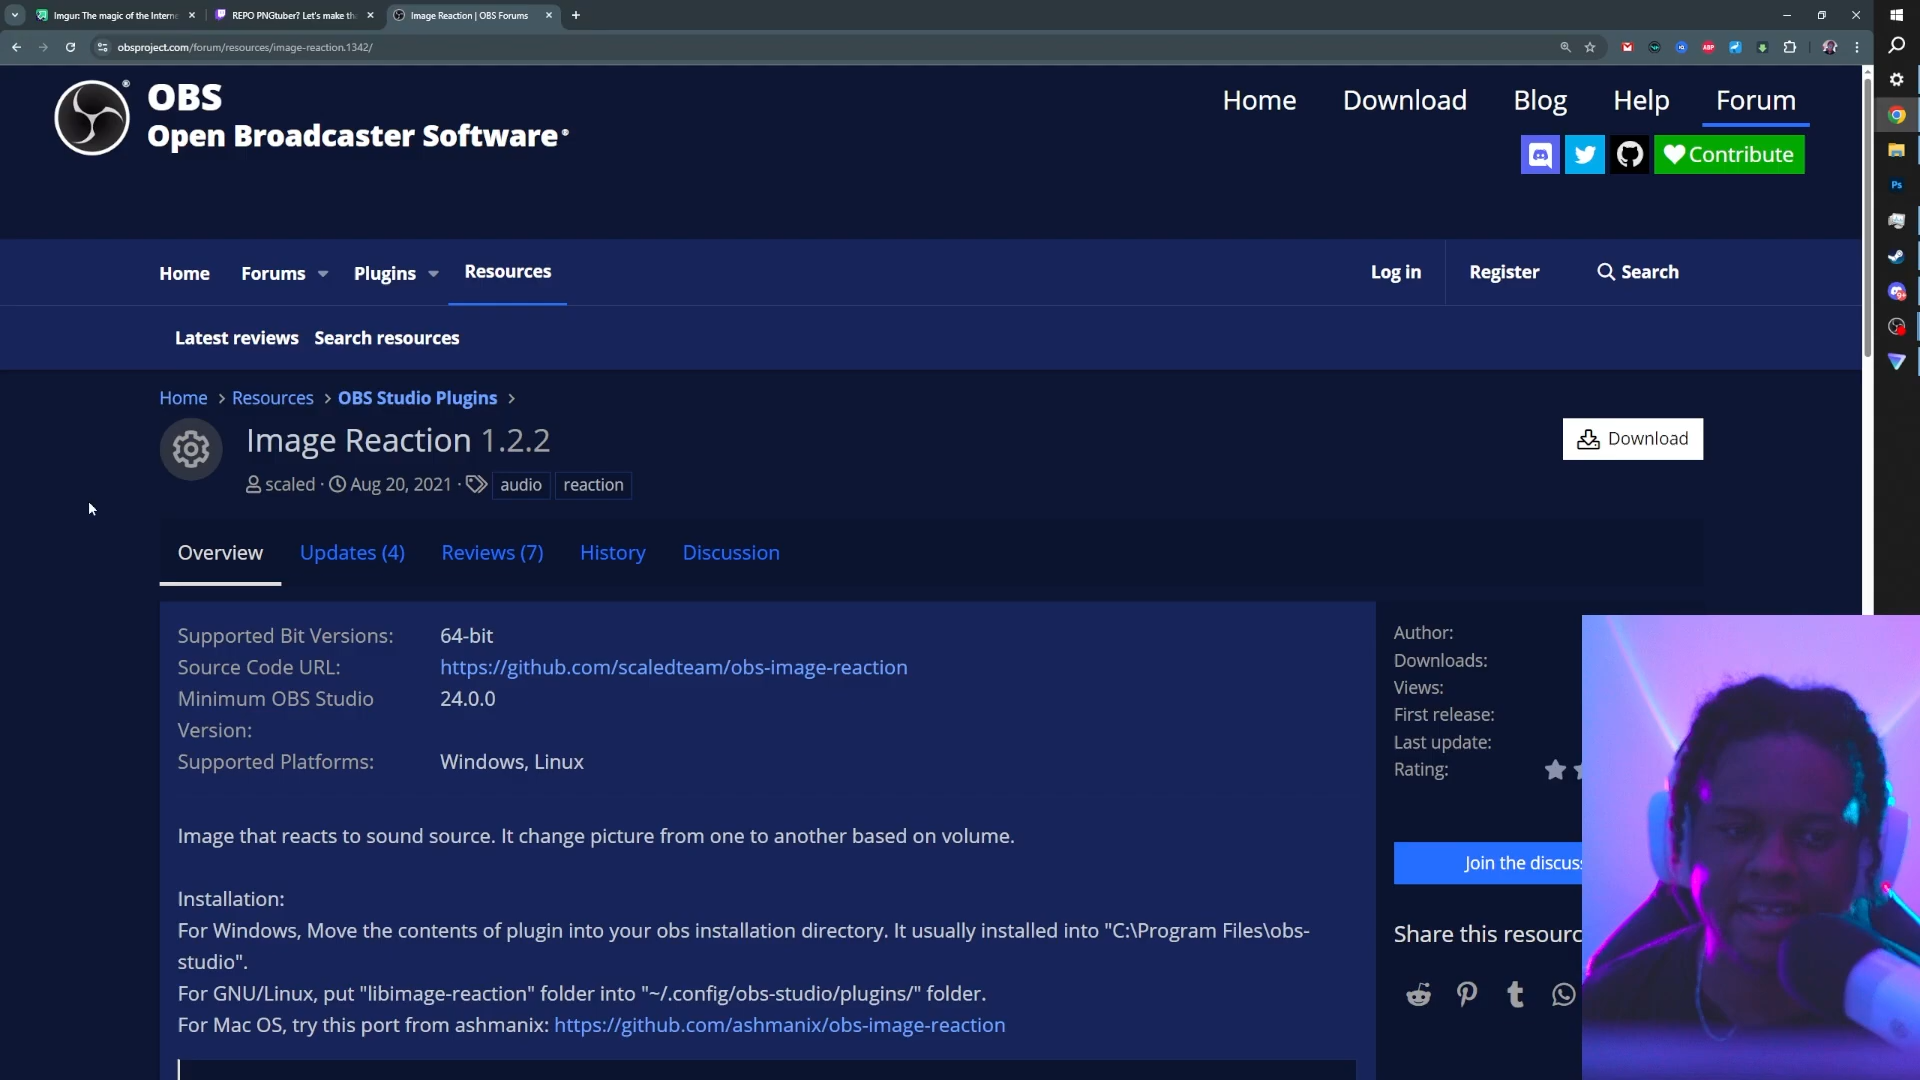 Imgur: The magic of the Interne
REPO PNGtuber? Let's make th
Image Reaction | OBS Forums
obsproject.com/forum/resources/image-reaction.1342/
OBS
Open Broadcaster Software
Home
Download
Blog
Help
Forum
Contribute
Home
Forums
Plugins
Resources
Log in
Register
Search
Latest reviews
Search resources
Home
Resources
OBS Studio Plugins
Image Reaction 1.2.2
Download
scaled · Aug 20, 2021 ·
audio
reaction
Overview
Updates (4)
Reviews (7)
History
Discussion
Supported Bit Versions: 64-bit
Source Code URL: https://github.com/scaledteam/obs-image-reaction
Minimum OBS Studio 24.0.0
Version:
Supported Platforms: Windows, Linux
Image that reacts to sound source. It change picture from one to another based on volume.
Installation:
For Windows, Move the contents of plugin into your obs installation directory. It usually installed into "C:\Program Files\obs-
studio".
For GNU/Linux, put "libimage-reaction" folder into "~/.config/obs-studio/plugins/" folder.
For Mac OS, try this port from ashmanix: https://github.com/ashmanix/obs-image-reaction
Author:
Downloads:
Views:
First release:
Last update:
Rating:
Join the discuss
Share this resourc
Ps
ABP